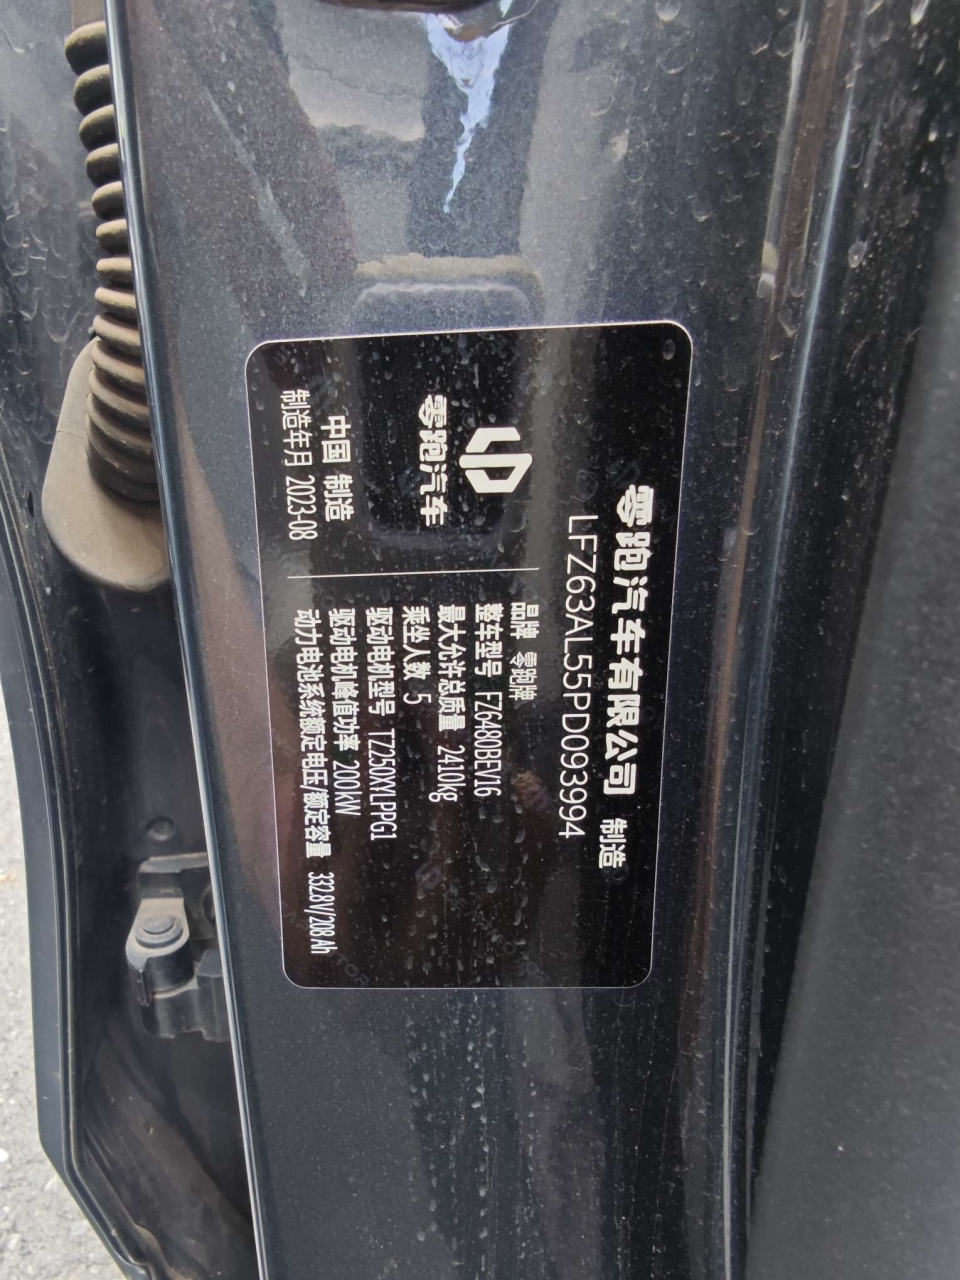 零跑汽车有限公司 制造
LFZ63AL55PD093994
零跑汽车
中国 制造
制造年月 2023-08
品牌 零跑牌
整车型号 FZ6480BEV16
最大允许总质量 2410kg
乘坐人数 5
驱动电机型号 TZ250XYLPPG1
驱动电机峰值功率 200kW
动力电池系统额定电压/额定容量 332.8V/208Ah